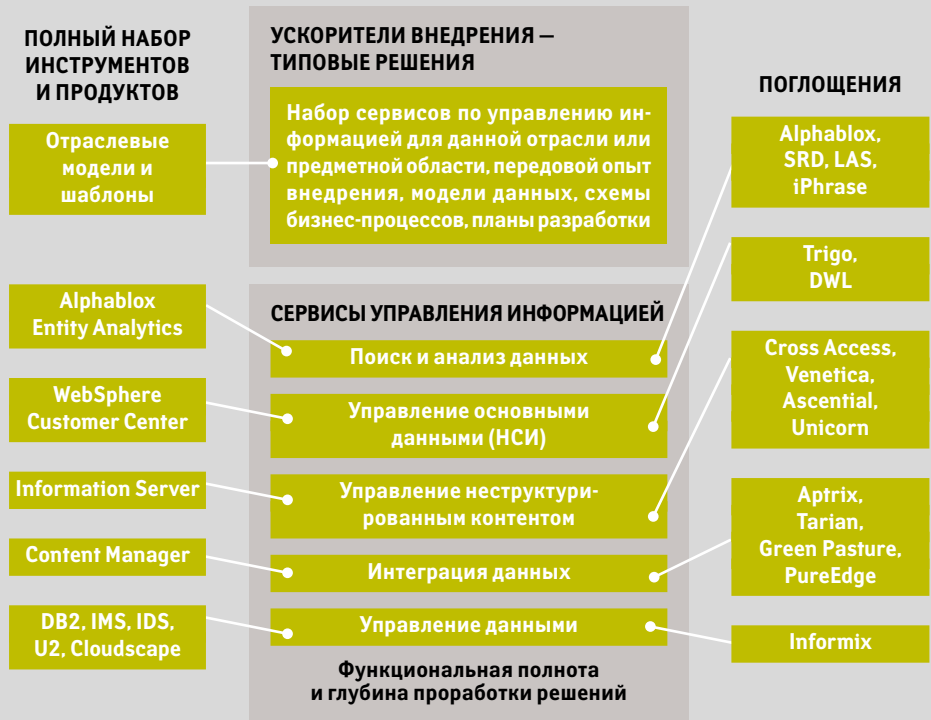 ПОЛНЫЙ НАБОР
ИНСТРУМЕНТОВ
И ПРОДУКТОВ
Отраслевые
модели и
шаблоны
Alphablox
Entity Analytics
WebSphere
Customer Center
Information Server
Content Manager
DB2, IMS, IDS,
U2, Cloudscape
УСКОРИТЕЛИ ВНЕДРЕНИЯ —
ТИПОВЫЕ РЕШЕНИЯ
Набор сервисов по управлению ин-
формацией для данной отрасли или
предметной области, передовой опыт
внедрения, модели данных, схемы
бизнес-процессов, планы разработки
СЕРВИСЫ УПРАВЛЕНИЯ ИНФОРМАЦИЕЙ
Поиск и анализ данных
Управление основными
данными (НСИ)
Управление неструктури-
рованным контентом
Интеграция данных
Управление данными
Функциональная полнота
и глубина проработки решений
ПОГЛОЩЕНИЯ
Alphablox,
SRD, LAS,
iPhrase
Trigo,
DWL
Cross Access,
Venetica,
Ascential,
Unicorn
Aptrix,
Tarian,
Green Pasture,
PureEdge
Informix